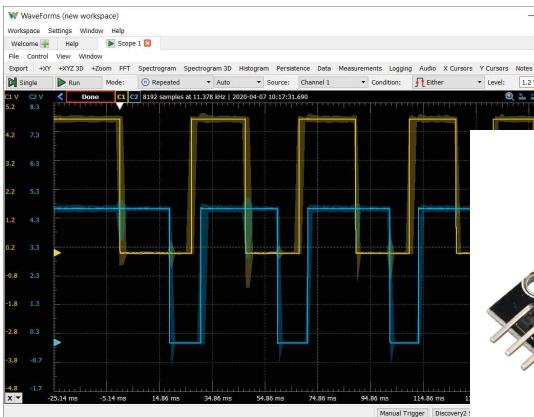 WaveForms (new workspace)
Workspace Settings Window Help
Welcome Help Scope 1
File Control View Window
Export +XY +XYZ 3D +Zoom FFT Spectrogram Spectrogram 3D Histogram Persistence Data Measurements Logging Audio X Cursors Y Cursors Notes
Single Run Mode: Repeated Auto Source: Channel 1 Condition: Either Level: 1.2
C1 V C2 V Done C1 C2 8192 samples at 11.378 kHz | 2020-04-07 10:17:31.690
5.2 8.3
4.2 7.3
3.2 6.3
2.2 5.3
1.2 4.3
0.2 3.3
-0.8 2.3
-1.8 1.3
-2.8 0.3
-3.8 -0.7
-4.8 -1.7
X -25.14 ms -5.14 ms 14.86 ms 34.86 ms 54.86 ms 74.86 ms 94.86 ms 114.86 ms
Manual Trigger Discovery2